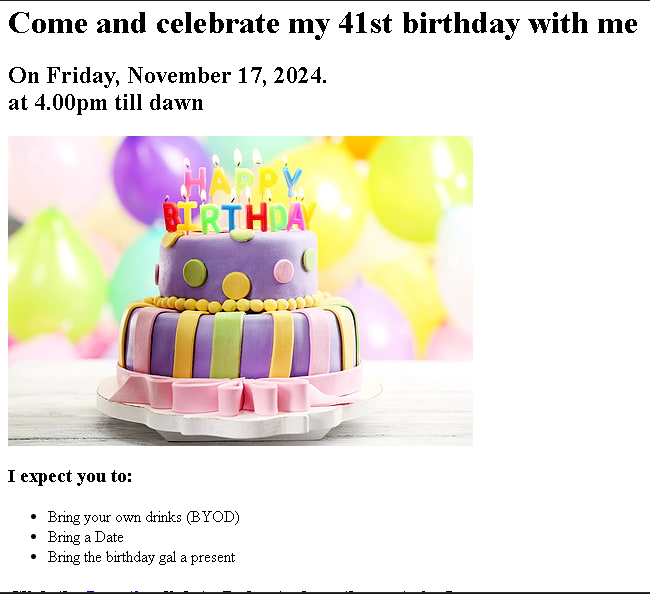 Come and celebrate my 41st birthday with me
On Friday, November 17, 2024.
at 4.00pm till dawn
HAPPY
BIRTHDAY
I expect you to:
Bring your own drinks (BYOD)
Bring a Date
Bring the birthday gal a present